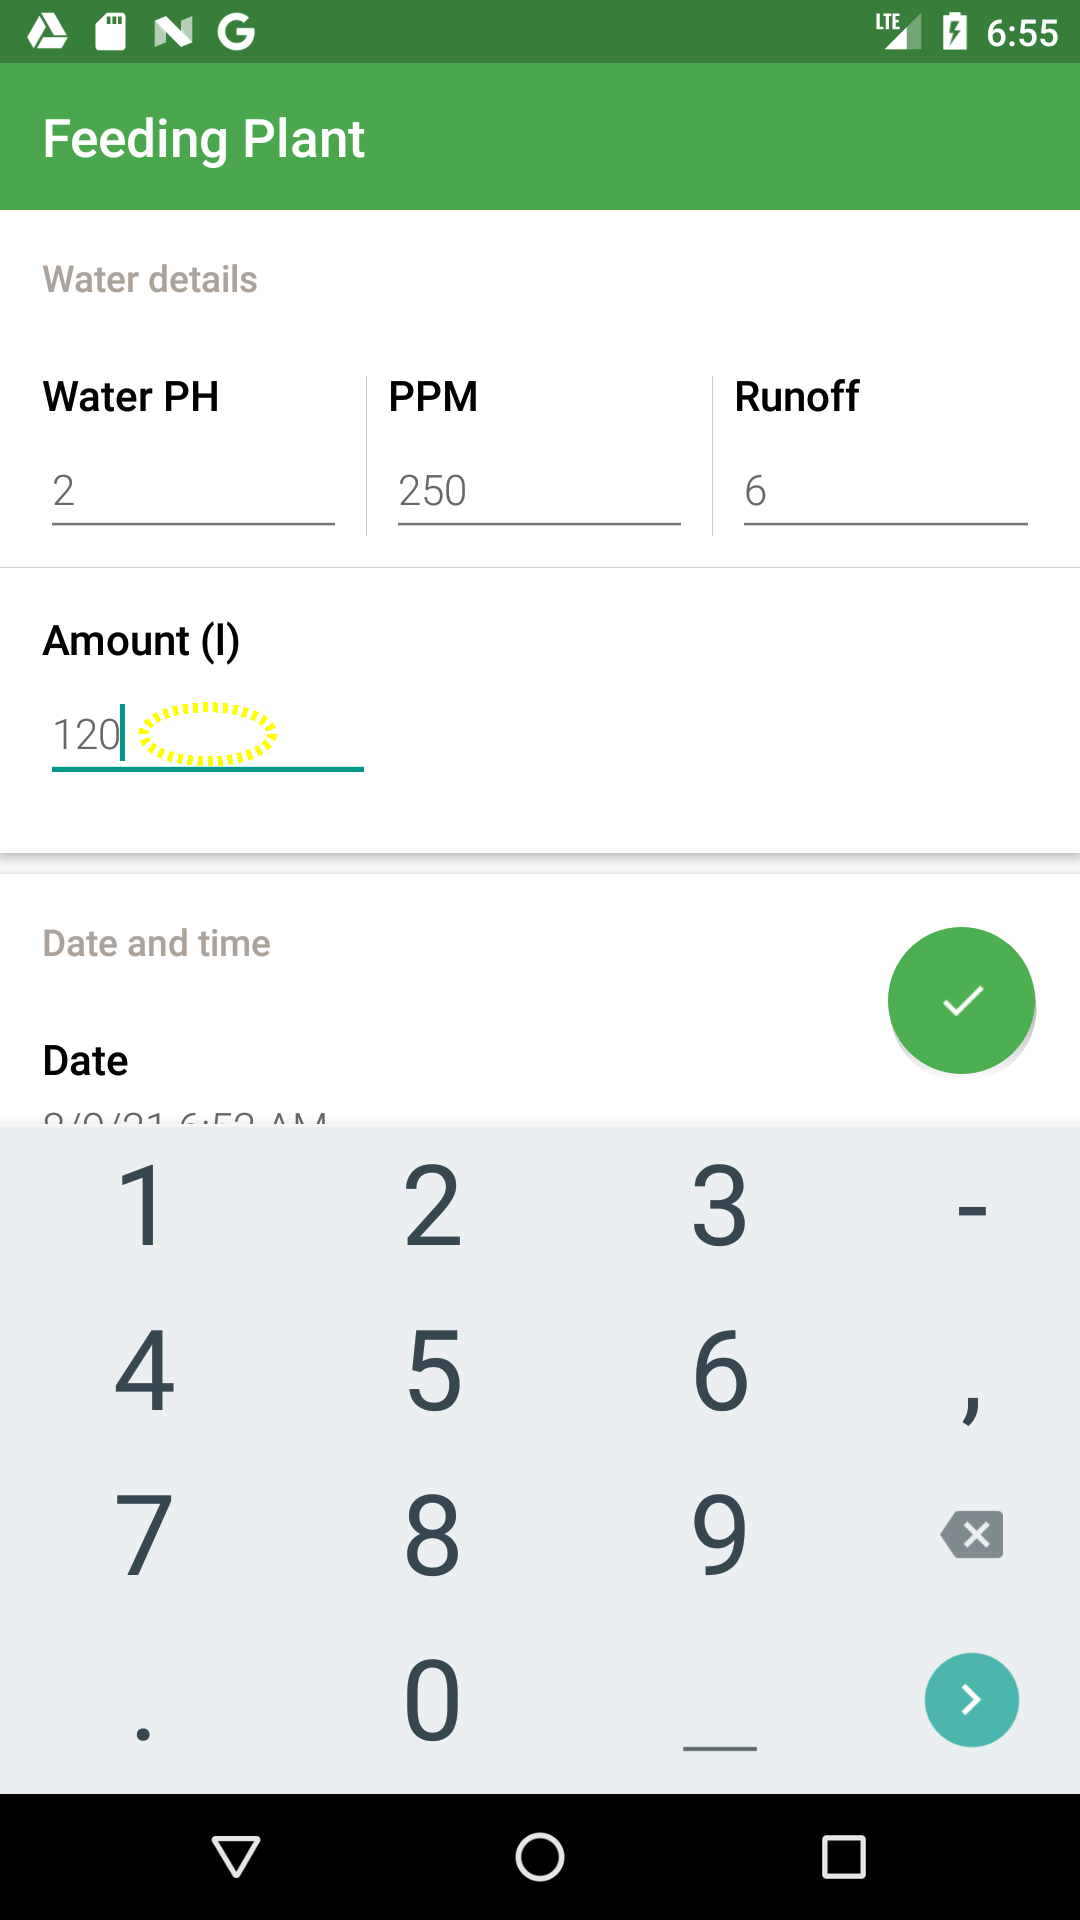 LTE 6:55
Feeding Plant
Water details
Water PH PPM Runoff
2 250 6
Amount (l)
120
Date and time
Date
1 2 3 -
4 5 6 ,
7 8 9
. 0 _